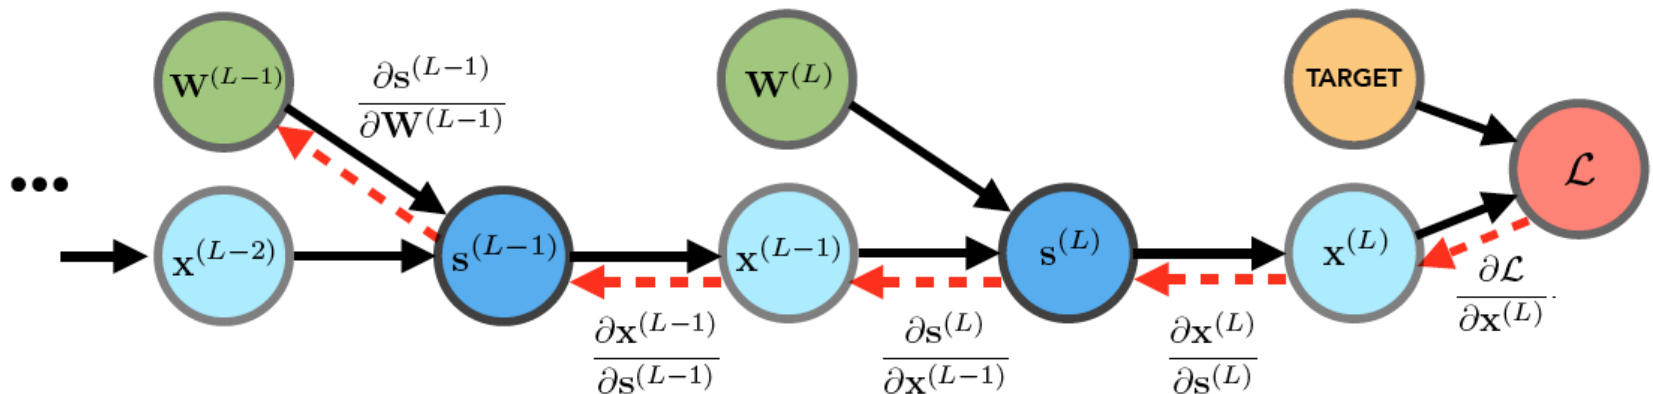 W^{(L-1)}
∂s^{(L-1)} / ∂W^{(L-1)}
W^{(L)}
TARGET
ℒ
•••
x^{(L-2)}
s^{(L-1)}
x^{(L-1)}
s^{(L)}
x^{(L)}
∂x^{(L-1)} / ∂s^{(L-1)}
∂s^{(L)} / ∂x^{(L-1)}
∂x^{(L)} / ∂s^{(L)}
∂ℒ / ∂x^{(L)} .